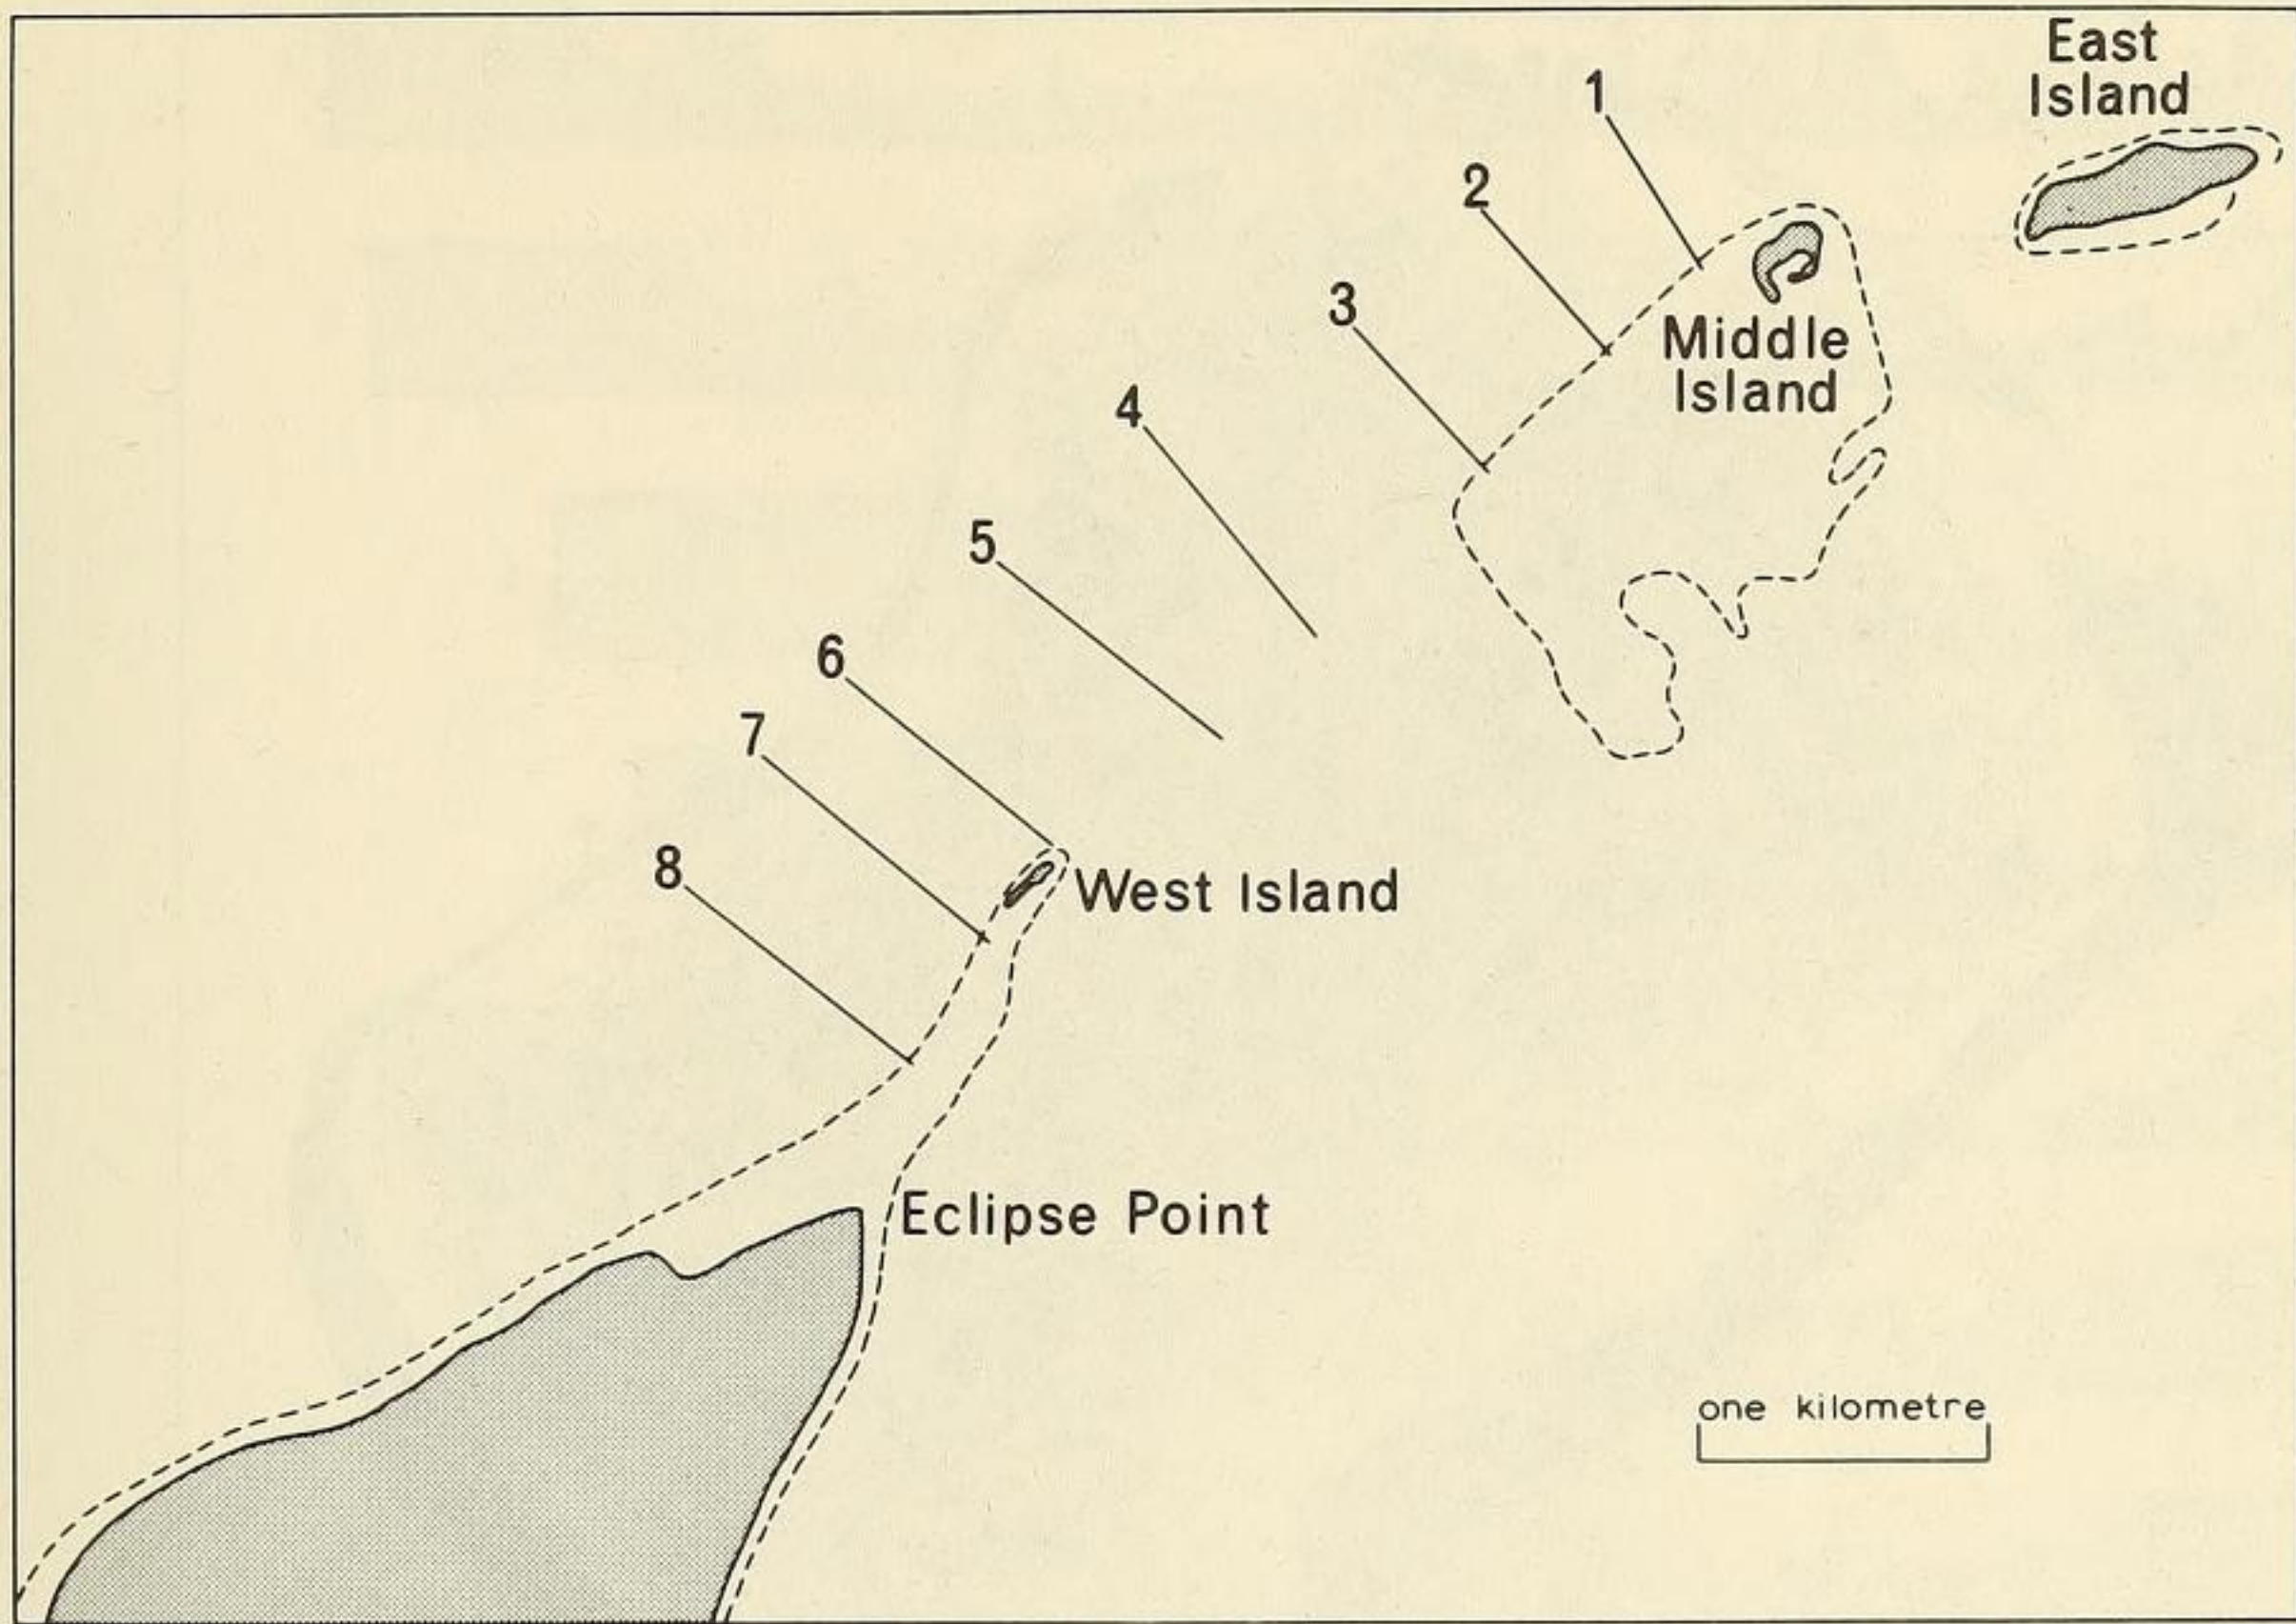 East
Island
1
2
3
Middle
Island
4
5
6
7
8
West Island
Eclipse Point
one kilometre